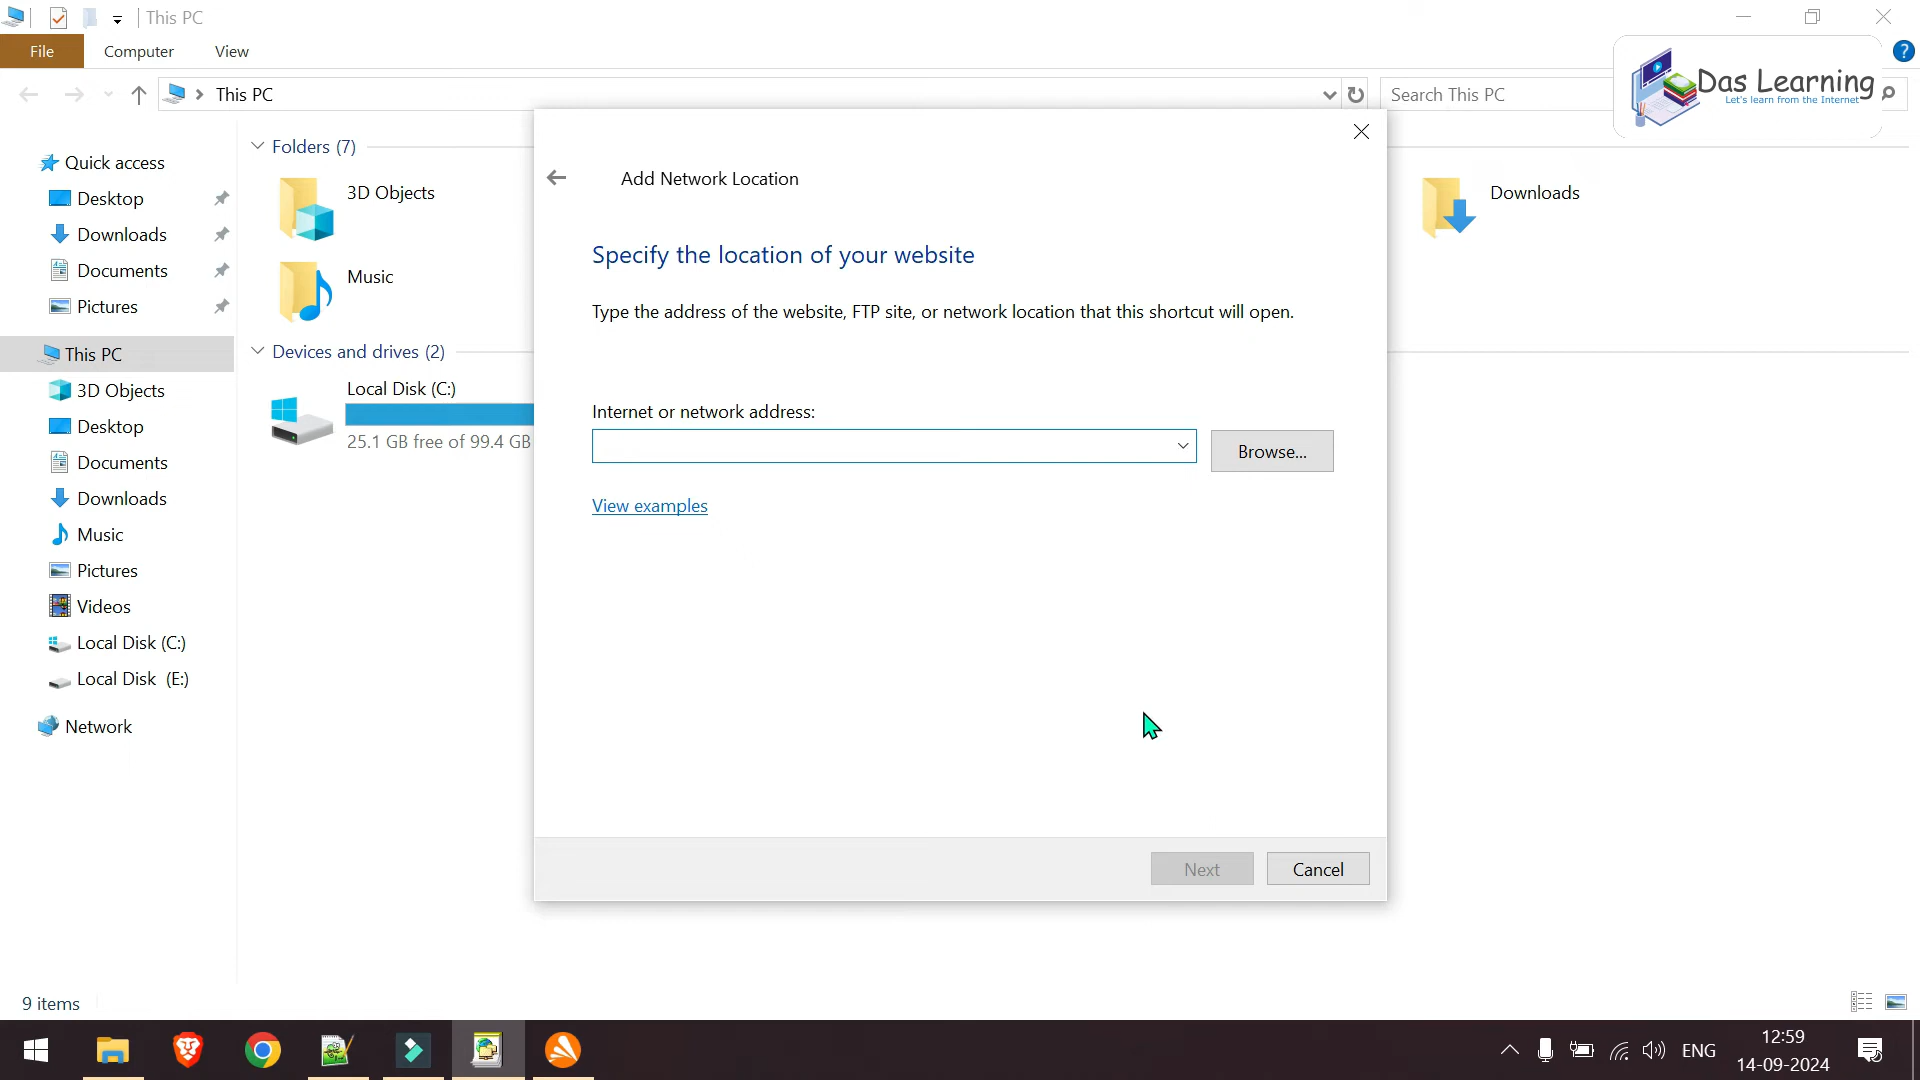 This PC
File
Computer
View
This PC
Search This PC
Das Learning
Let's learn from the Internet
?
Quick access
Desktop
Downloads
Documents
Pictures
This PC
3D Objects
Desktop
Documents
Downloads
Music
Pictures
Videos
Local Disk (C:)
Local Disk (E:)
Network
Folders (7)
3D Objects
Music
Downloads
Devices and drives (2)
Local Disk (C:)
25.1 GB free of 99.4 GB
Add Network Location
Specify the location of your website
Type the address of the website, FTP site, or network location that this shortcut will open.
Internet or network address:
Browse...
View examples
Next
Cancel
9 items
ENG
12:59
14-09-2024